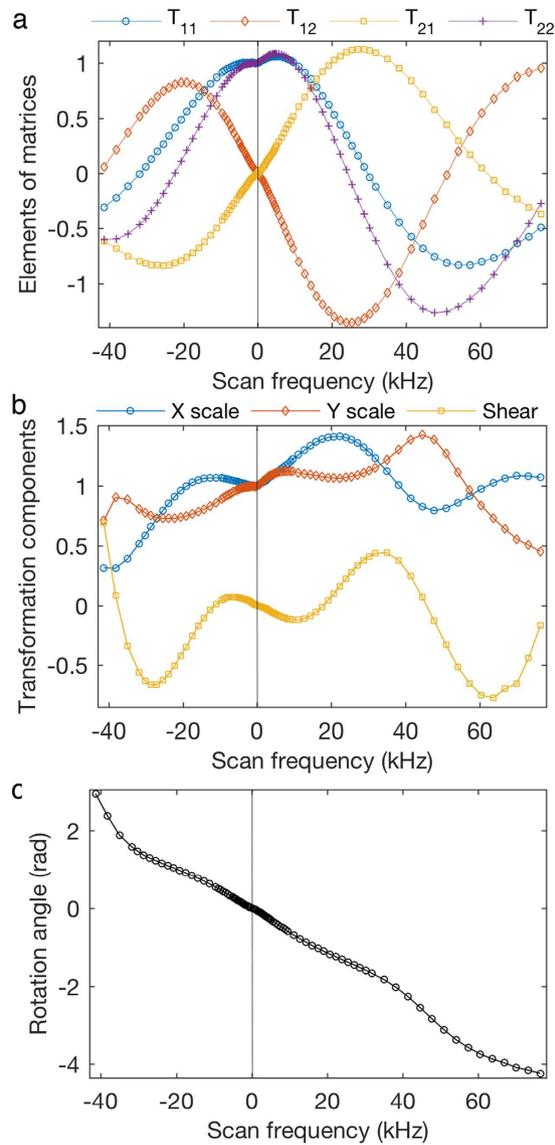 a
T11 T12 T21 T22
Elements of matrices
1
0.5
0
-0.5
-1
-40 -20 0 20 40 60
Scan frequency (kHz)
b
X scale Y scale Shear
Transformation components
1.5
1
0.5
0
-0.5
-40 -20 0 20 40 60
Scan frequency (kHz)
c
Rotation angle (rad)
2
0
-2
-4
-40 -20 0 20 40 60
Scan frequency (kHz)